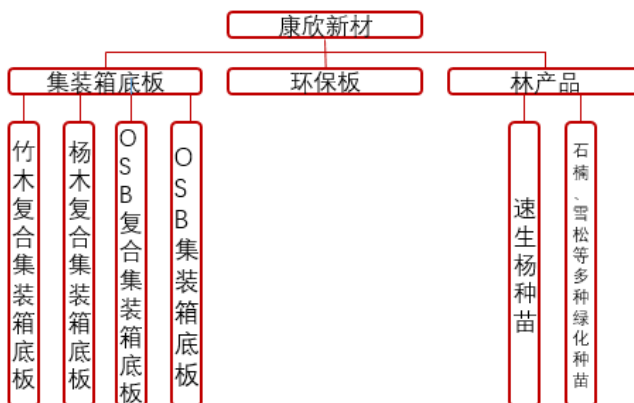 康欣新材
集装箱底板
环保板
林产品
竹木复合集装箱底板
杨木复合集装箱底板
OSB复合集装箱底板
OSB集装箱底板
速生杨种苗
石楠、雪松等多种绿化种苗